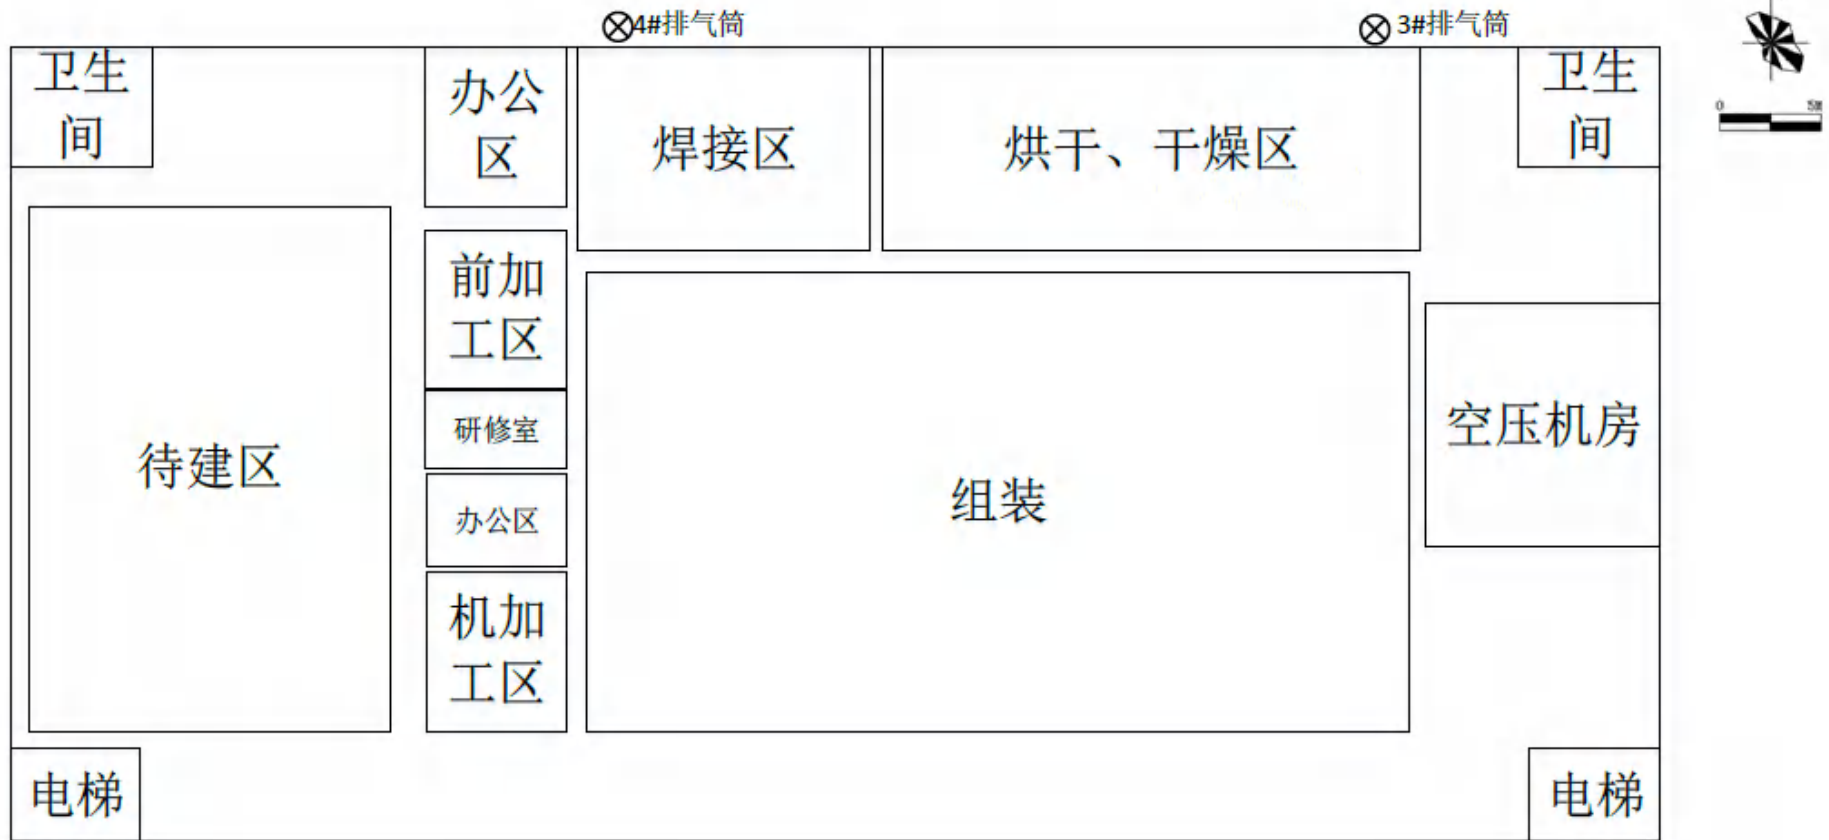 4#排气筒
3#排气筒
卫生
间
办公
区
焊接区
烘干、干燥区
卫生
间
0
5m
前加
工区
研修室
办公区
机加
工区
待建区
组装
空压机房
电梯
电梯